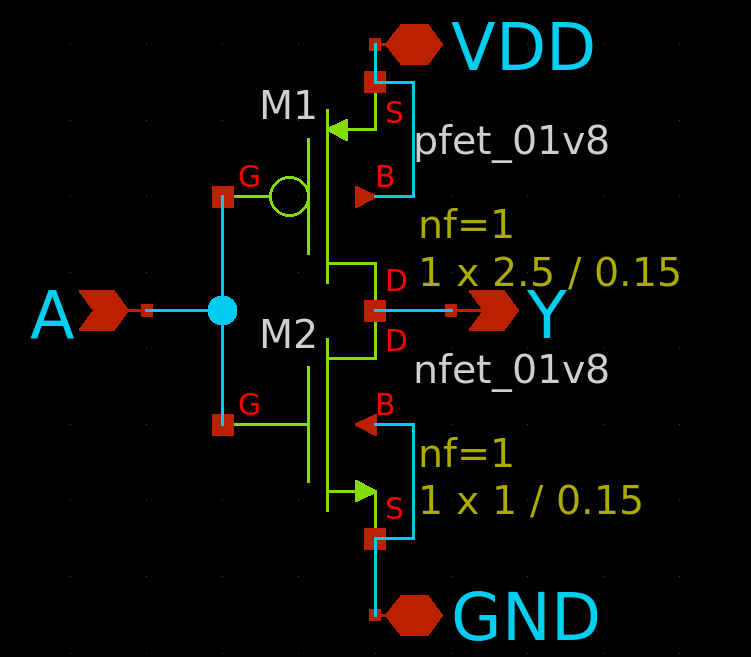 VDD
M1
S
pfet_01v8
G
B
nf=1
1 x 2.5 / 0.15
D
A
Y
M2
D
nfet_01v8
G
B
nf=1
1 x 1 / 0.15
S
GND